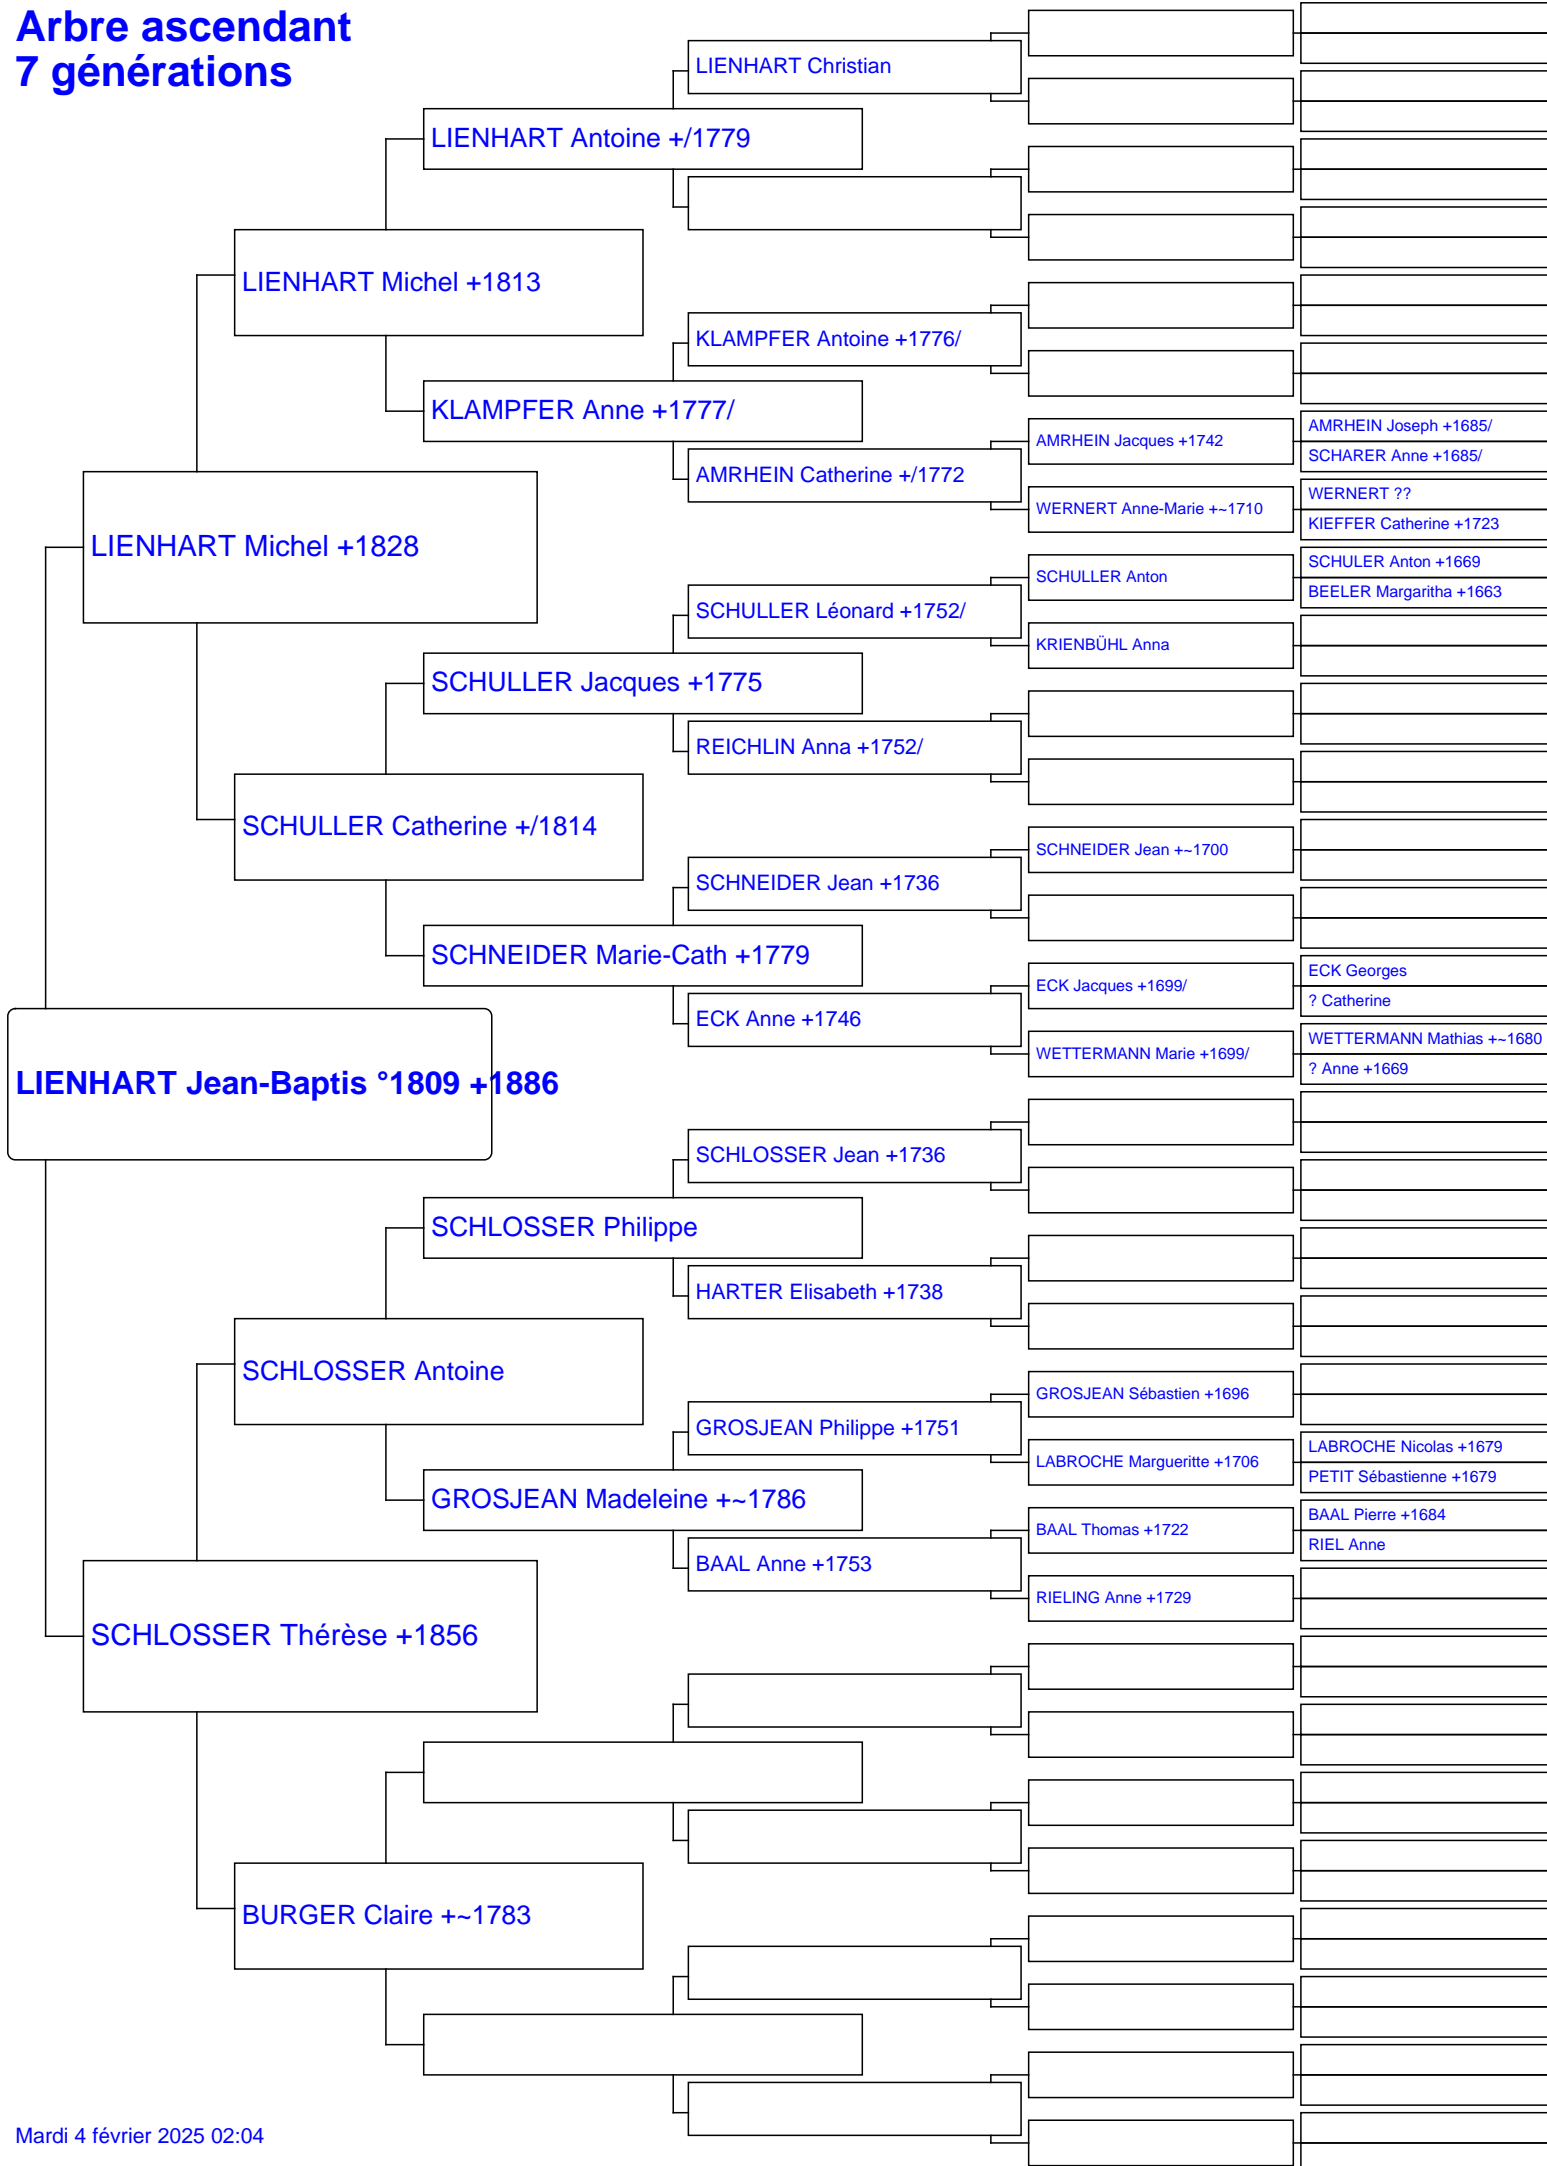 Arbre ascendant
7 générations
LIENHART Christian
LIENHART Antoine +/1779
LIENHART Michel +1813
KLAMPFER Antoine +1776/
KLAMPFER Anne +1777/
AMRHEIN Jacques +1742
AMRHEIN Joseph +1685/
SCHARER Anne +1685/
AMRHEIN Catherine +/1772
WERNERT Anne-Marie +~1710
WERNERT ??
KIEFFER Catherine +1723
LIENHART Michel +1828
SCHULLER Anton
SCHULER Anton +1669
BEELER Margaritha +1663
SCHULLER Léonard +1752/
KRIENBÜHL Anna
SCHULLER Jacques +1775
REICHLIN Anna +1752/
SCHULLER Catherine +/1814
SCHNEIDER Jean +~1700
SCHNEIDER Jean +1736
SCHNEIDER Marie-Cath +1779
ECK Jacques +1699/
ECK Georges
? Catherine
ECK Anne +1746
WETTERMANN Marie +1699/
WETTERMANN Mathias +~1680
? Anne +1669
LIENHART Jean-Baptis °1809 +1886
SCHLOSSER Jean +1736
SCHLOSSER Philippe
HARTER Elisabeth +1738
SCHLOSSER Antoine
GROSJEAN Sébastien +1696
GROSJEAN Philippe +1751
LABROCHE Margueritte +1706
LABROCHE Nicolas +1679
PETIT Sébastienne +1679
GROSJEAN Madeleine +~1786
BAAL Thomas +1722
BAAL Pierre +1684
RIEL Anne
BAAL Anne +1753
RIELING Anne +1729
SCHLOSSER Thérèse +1856
BURGER Claire +~1783
Mardi 4 février 2025 02:04